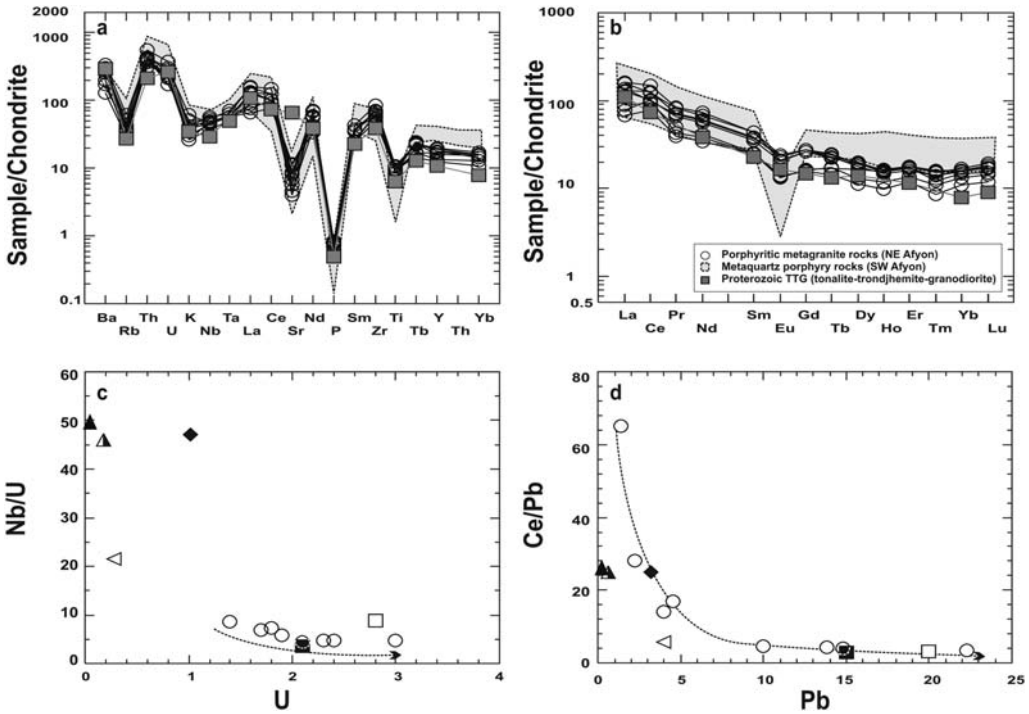 a
Sample/Chondrite
1000
100
10
1
0.1
Ba Th K Ta Ce Nd Sm Ti Y Yb
Rb U Nb La Sr P Zr Tb Th
b
Sample/Chondrite
1000
100
10
1
0.5
Porphyritic metagranite rocks (NE Afyon)
Metaquartz porphyry rocks (SW Afyon)
Proterozoic TTG (tonalite-trondjhemite-granodiorite)
La Pr Sm Gd Dy Er Yb
Ce Nd Eu Tb Ho Tm Lu
c
Nb/U
60
50
40
30
20
10
0
0 1 2 3 4
U
d
Ce/Pb
60
40
20
0
0 5 10 15 20 25
Pb